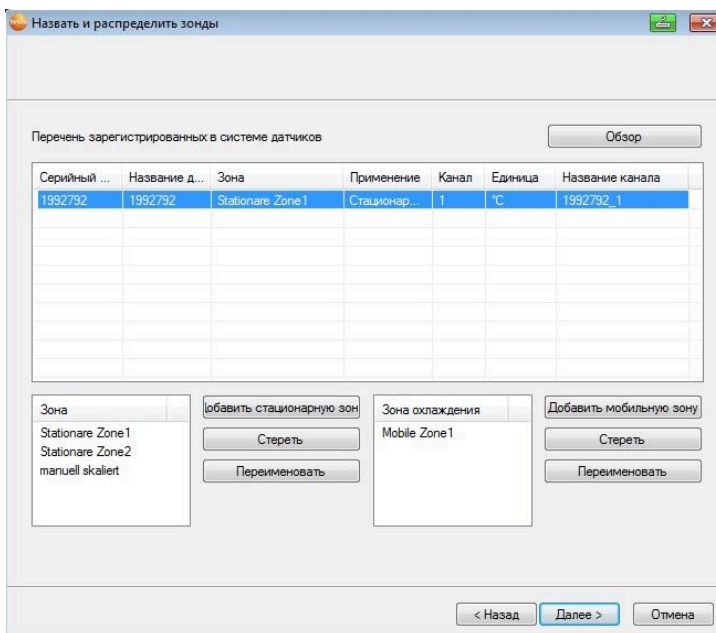 Назвать и распределить зонды
Перечень зарегистрированных в системе датчиков
Обзор
Серийный ... Название д... Зона Применение Канал Единица Название канала
1992792 1992792 Stationare Zone1 Стационар... 1 °C 1992792_1
Зона
Stationare Zone1
Stationare Zone2
manuell skaliert
обавить стационарную зон
Стереть
Переименовать
Зона охлаждения
Mobile Zone1
Добавить мобильную зону
Стереть
Переименовать
< Назад Далее > Отмена